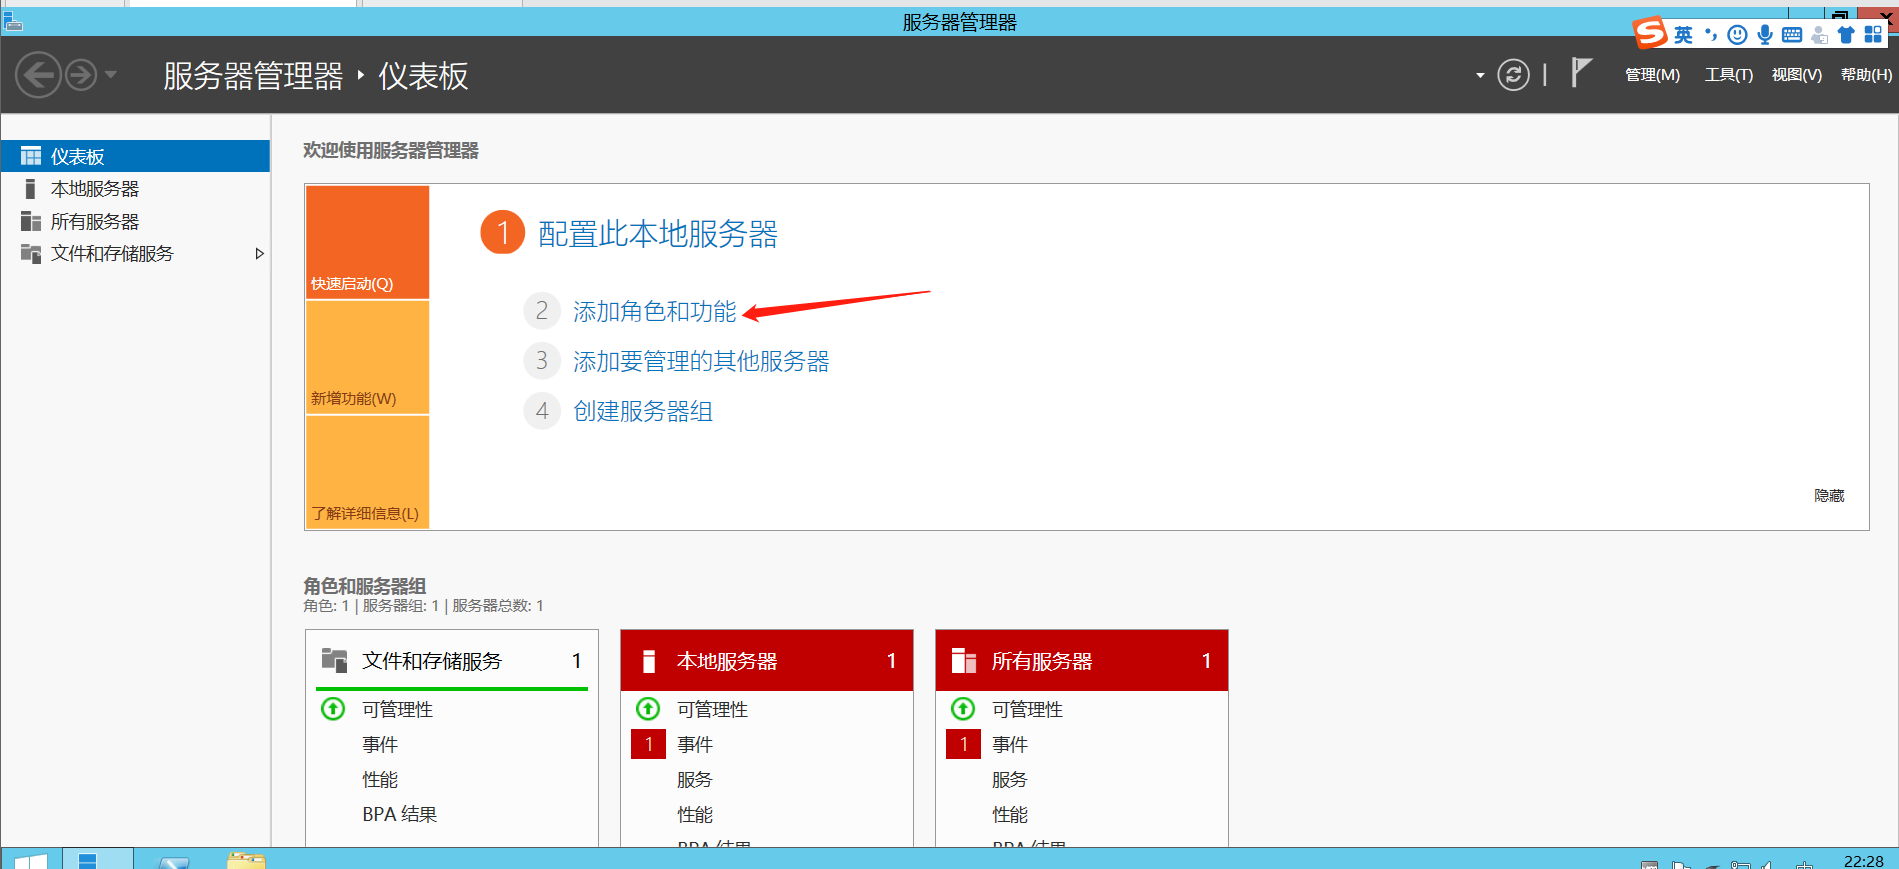 服务器管理器
英
服务器管理器 ‣ 仪表板
管理(M) 工具(T) 视图(V) 帮助(H)
仪表板
本地服务器
所有服务器
文件和存储服务
欢迎使用服务器管理器
快速启动(Q)
新增功能(W)
了解详细信息(L)
1 配置此本地服务器
2 添加角色和功能
3 添加要管理的其他服务器
4 创建服务器组
隐藏
角色和服务器组
角色: 1 | 服务器组: 1 | 服务器总数: 1
文件和存储服务 1
可管理性
事件
性能
BPA 结果
本地服务器 1
可管理性
1 事件
服务
性能
BPA 结果
所有服务器 1
可管理性
1 事件
服务
性能
BPA 结果
22:28